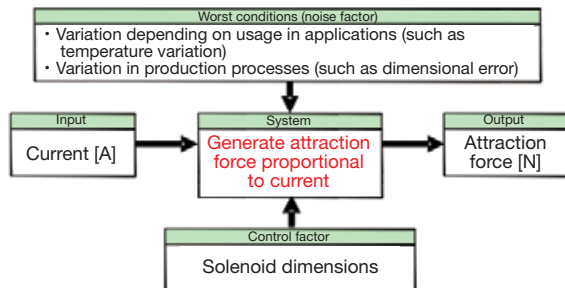 Worst conditions (noise factor)
・Variation depending on usage in applications (such as
temperature variation)
・Variation in production processes (such as dimensional error)
Input
Current [A]
System
Generate attraction
force proportional
to current
Output
Attraction
force [N]
Control factor
Solenoid dimensions